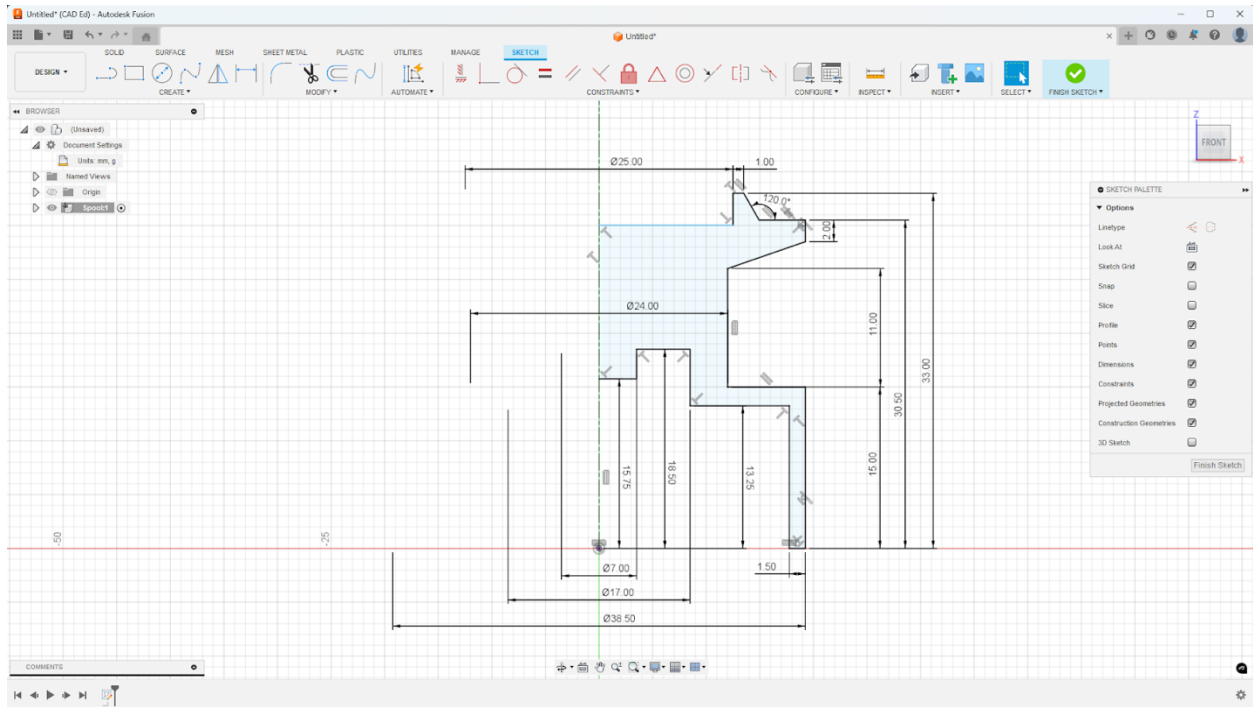 Untitled* (CAD Ed) - Autodesk Fusion
Untitled*
SOLID SURFACE MESH SHEET METAL PLASTIC UTILITIES MANAGE SKETCH
DESIGN
CREATE MODIFY AUTOMATE CONSTRAINTS CONFIGURE INSPECT INSERT SELECT FINISH SKETCH
BROWSER
(Unsaved)
Document Settings
Units: mm, g
Named Views
Origin
Spool:1
Z
FRONT
X
Ø25.00
1.00
120.0°
2.00
Ø24.00
11.00
33.00
30.50
15.75
18.50
13.25
15.00
-50
-25
Ø7.00
1.50
Ø17.00
Ø38.50
SKETCH PALETTE
Options
Linetype
Look At
Sketch Grid
Snap
Slice
Profile
Points
Dimensions
Constraints
Projected Geometries
Construction Geometries
3D Sketch
Finish Sketch
COMMENTS